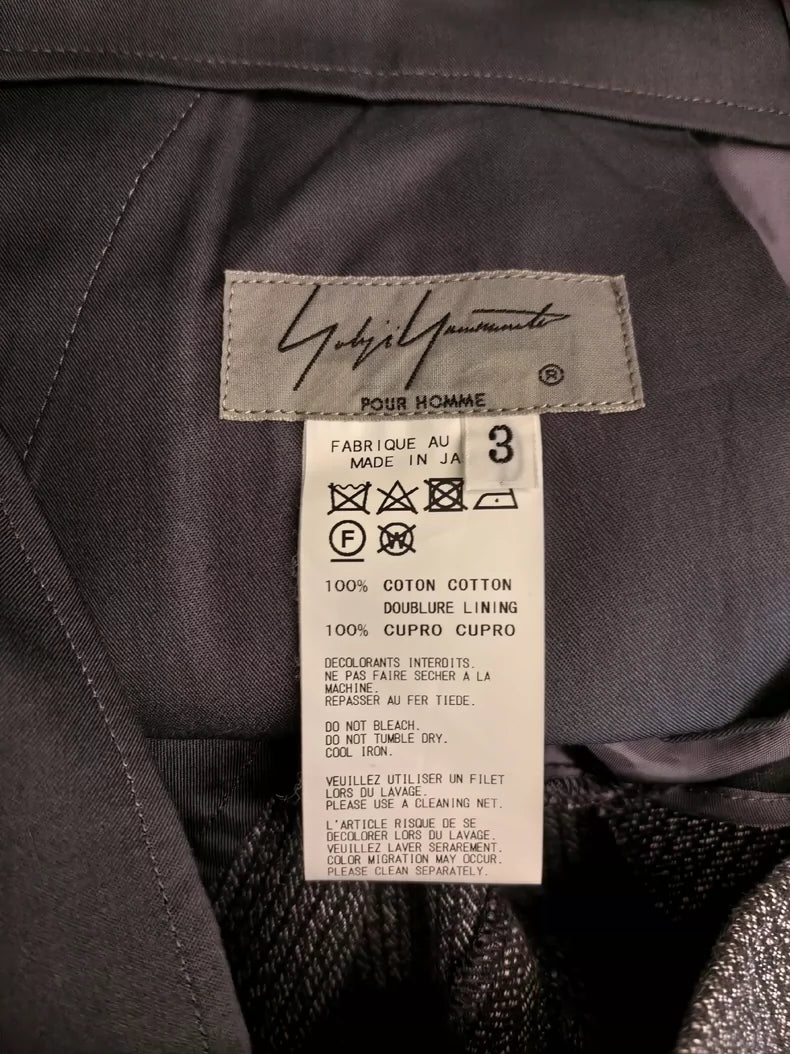 Yohji Yamamoto
®
POUR HOMME
FABRIQUE AU
MADE IN JA
3
F
W
100% COTON COTTON
DOUBLURE LINING
100% CUPRO CUPRO
DECOLORANTS INTERDITS.
NE PAS FAIRE SECHER A LA
MACHINE.
REPASSER AU FER TIEDE.
DO NOT BLEACH.
DO NOT TUMBLE DRY.
COOL IRON.
VEUILLEZ UTILISER UN FILET
LORS DU LAVAGE.
PLEASE USE A CLEANING NET.
L'ARTICLE RISQUE DE SE
DECOLORER LORS DU LAVAGE.
VEUILLEZ LAVER SERAREMENT.
COLOR MIGRATION MAY OCCUR.
PLEASE CLEAN SEPARATELY.